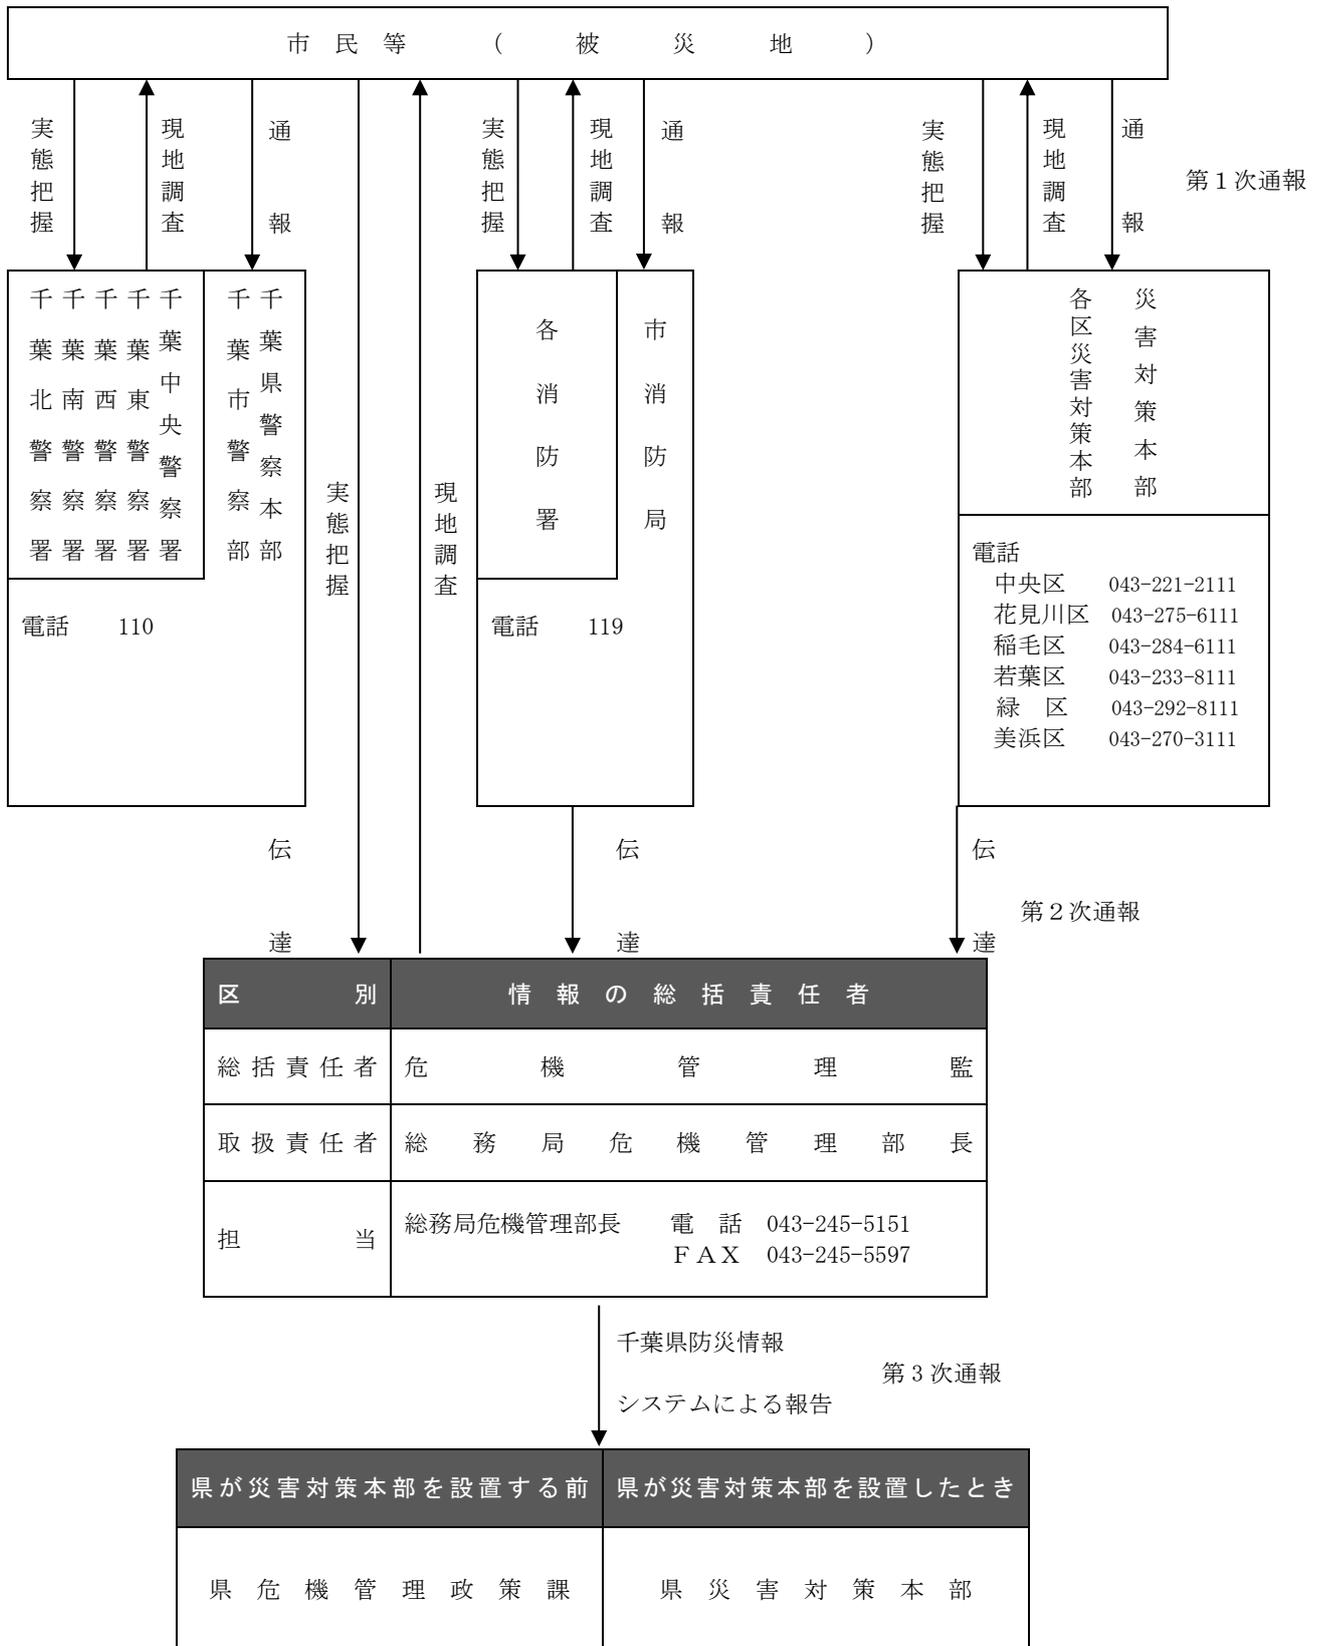 市民等（被災地）
実態把握
現地調査
通報
実態把握
現地調査
通報
実態把握
現地調査
通報
第１次通報
千葉県警察本部
千葉市警察部
千葉中央警察署
千葉東警察署
千葉西警察署
千葉南警察署
千葉北警察署
電話　110
実態把握
現地調査
市消防局
各消防署
電話　119
災害対策本部
各区災害対策本部
電話
中央区　043-221-2111
花見川区　043-275-6111
稲毛区　043-284-6111
若葉区　043-233-8111
緑　区　043-292-8111
美浜区　043-270-3111
伝達
伝達
伝達
第２次通報
区別　情報の総括責任者
総括責任者　危機管理監
取扱責任者　総務局危機管理部長
担当　総務局危機管理部長　電　話　043-245-5151
ＦＡＸ　043-245-5597
千葉県防災情報
システムによる報告
第３次通報
県が災害対策本部を設置する前　県が災害対策本部を設置したとき
県危機管理政策課　県災害対策本部